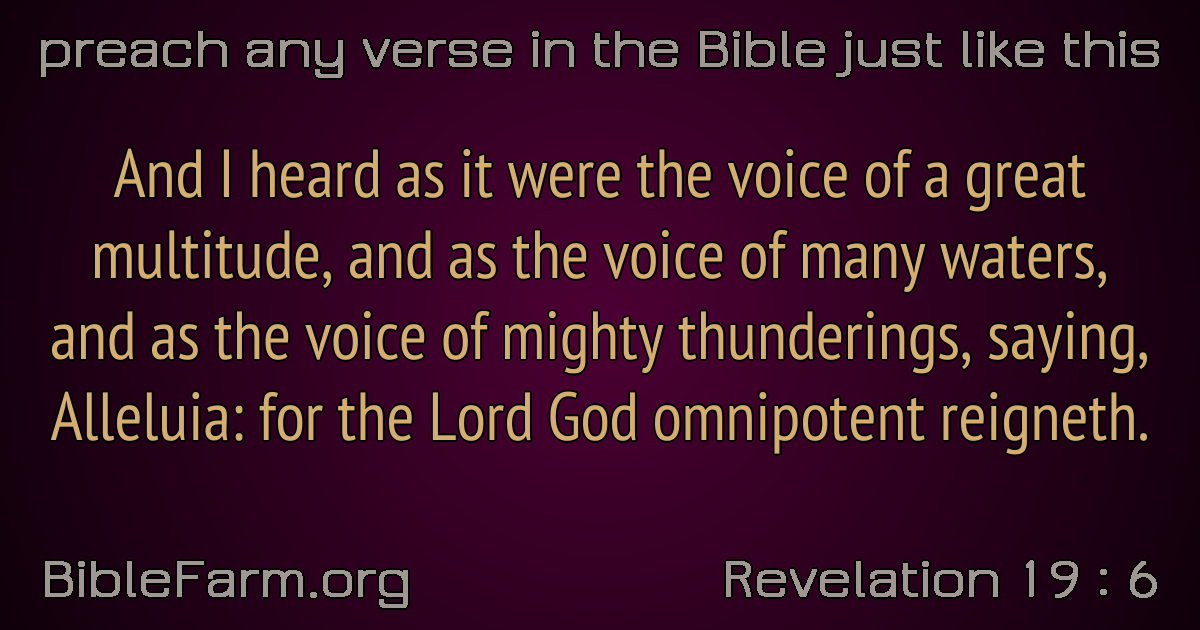 preach any verse in the Bible just like this
And I heard as it were the voice of a great
multitude, and as the voice of many waters,
and as the voice of mighty thunderings, saying,
Alleluia: for the Lord God omnipotent reigneth.
BibleFarm.org
Revelation 19 : 6